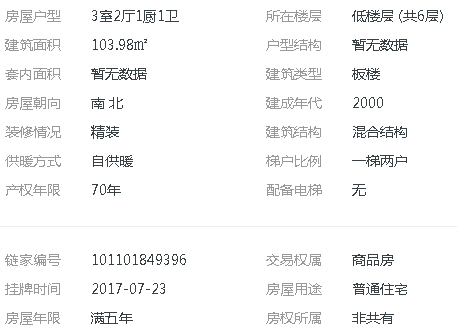 房屋户型 3室2厅1厨1卫 所在楼层 低楼层 (共6层)
建筑面积 103.98㎡ 户型结构 暂无数据
套内面积 暂无数据 建筑类型 板楼
房屋朝向 南 北 建成年代 2000
装修情况 精装 建筑结构 混合结构
供暖方式 自供暖 梯户比例 一梯两户
产权年限 70年 配备电梯 无
链家编号 101101849396 交易权属 商品房
挂牌时间 2017-07-23 房屋用途 普通住宅
房屋年限 满五年 房权所属 非共有